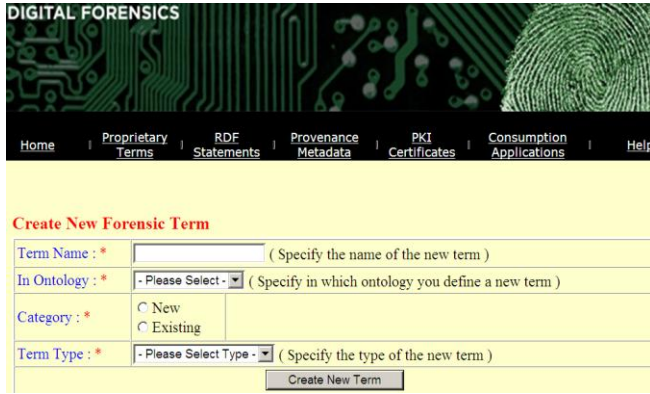 DIGITAL FORENSICS
Home | Proprietary Terms | RDF Statements | Provenance Metadata | PKI Certificates | Consumption Applications | Help
Create New Forensic Term
Term Name : * ( Specify the name of the new term )
In Ontology : * - Please Select - ( Specify in which ontology you define a new term )
Category : * New
Existing
Term Type : * - Please Select Type - ( Specify the type of the new term )
Create New Term